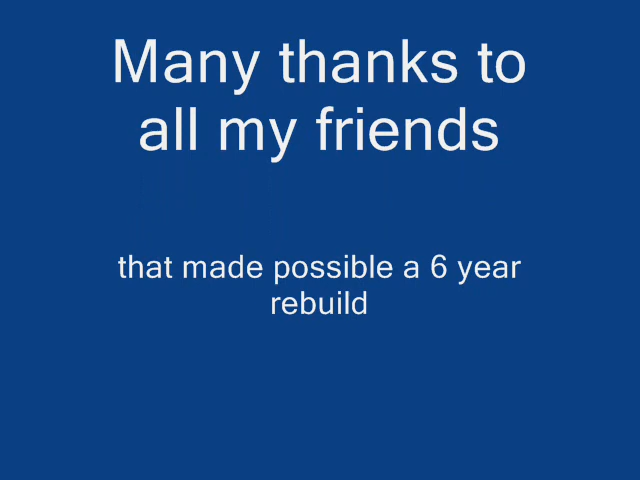 Many thanks to
all my friends
that made possible a 6 year
rebuild